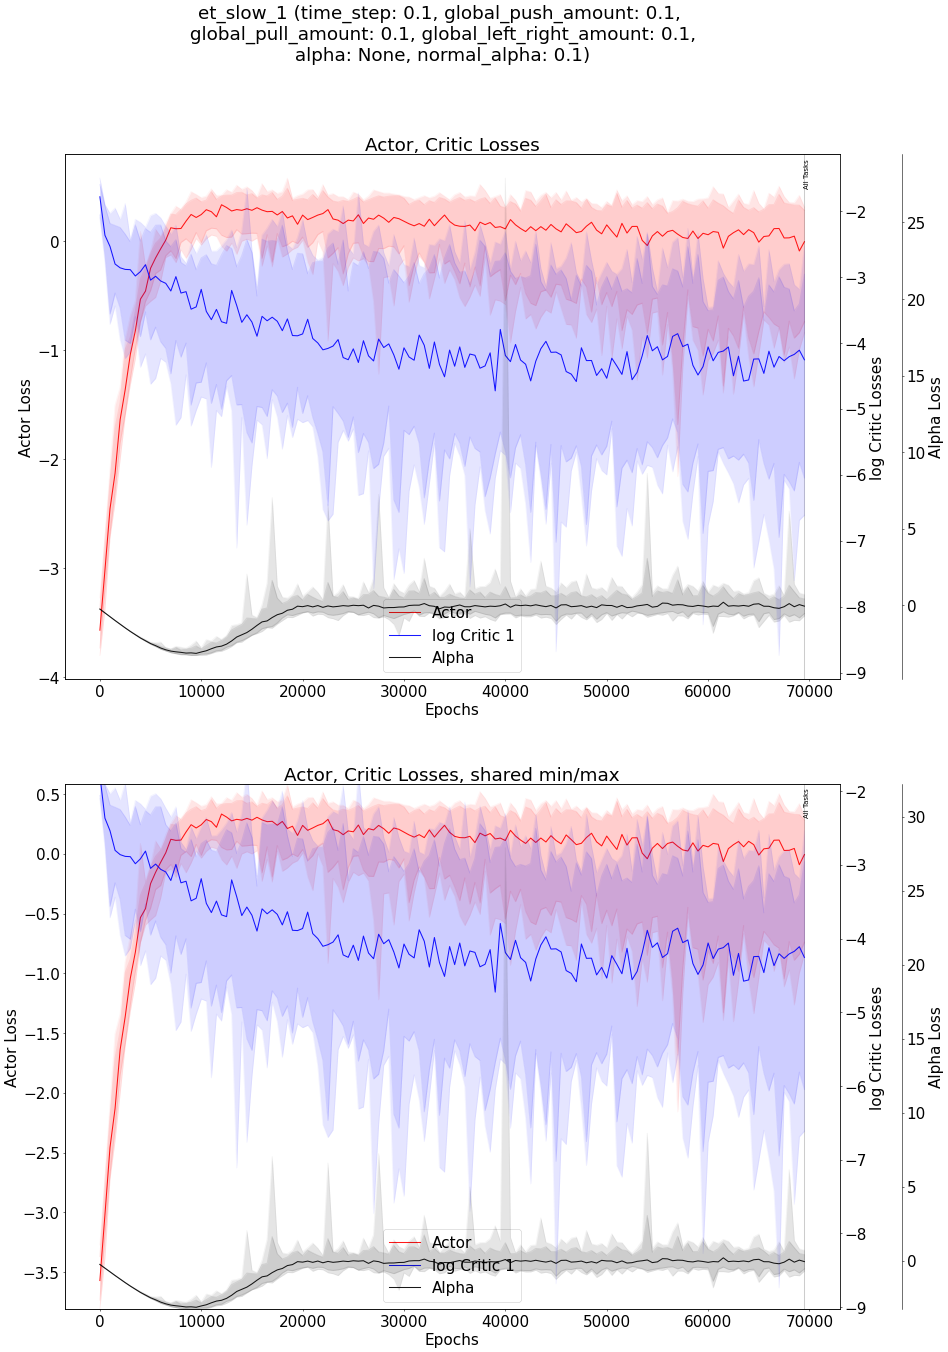 et_slow_1 (time_step: 0.1, global_push_amount: 0.1,
global_pull_amount: 0.1, global_left_right_amount: 0.1,
alpha: None, normal_alpha: 0.1)
Actor, Critic Losses
All Tasks
0
−1
−2
−3
−4
Actor Loss
−2
−3
−4
−5
−6
−7
−8
−9
log Critic Losses
25
20
15
10
5
0
Alpha Loss
Actor
log Critic 1
Alpha
0
10000
20000
30000
40000
50000
60000
70000
Epochs
Actor, Critic Losses, shared min/max
All Tasks
0.5
0.0
−0.5
−1.0
−1.5
−2.0
−2.5
−3.0
−3.5
Actor Loss
−2
−3
−4
−5
−6
−7
−8
−9
log Critic Losses
30
25
20
15
10
5
0
Alpha Loss
Actor
log Critic 1
Alpha
0
10000
20000
30000
40000
50000
60000
70000
Epochs